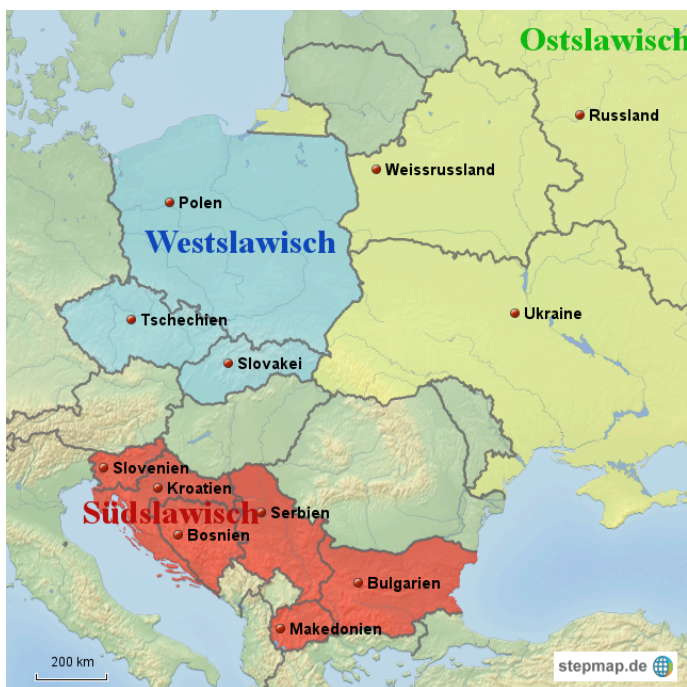 Ostslawisch
Russland
Weissrussland
Polen
Westslawisch
Ukraine
Tschechien
Slovakei
Slovenien
Kroatien
Südslawisch
Serbien
Bosnien
Bulgarien
Makedonien
200 km
stepmap.de